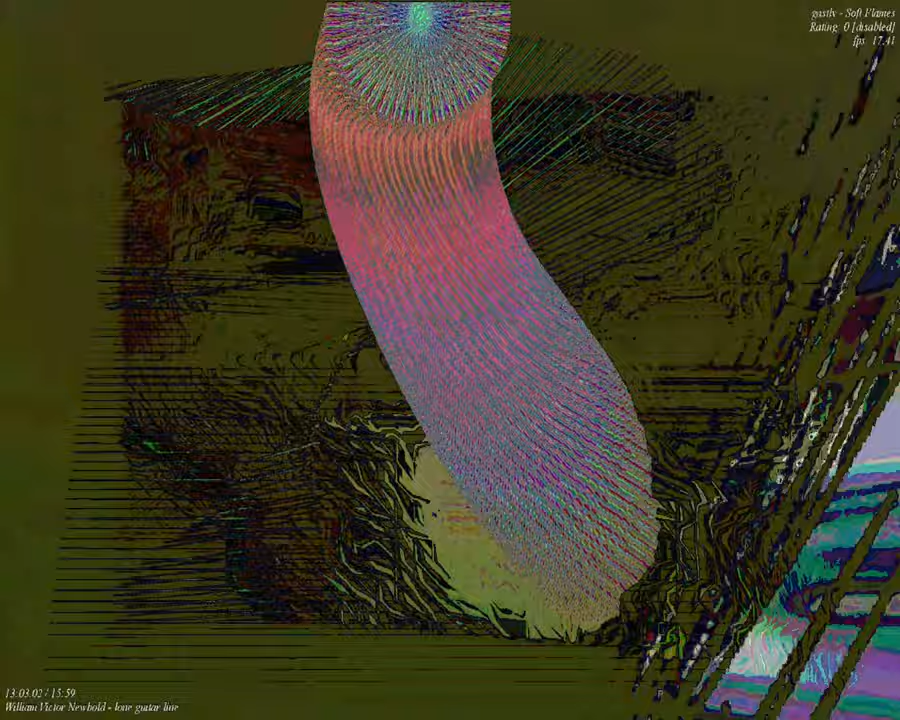 gastly - Soft Flames
Rating: 0 [disabled]
fps: 17.41
13.03.02 / 15:59
William Victor Newbold - lone guitar line